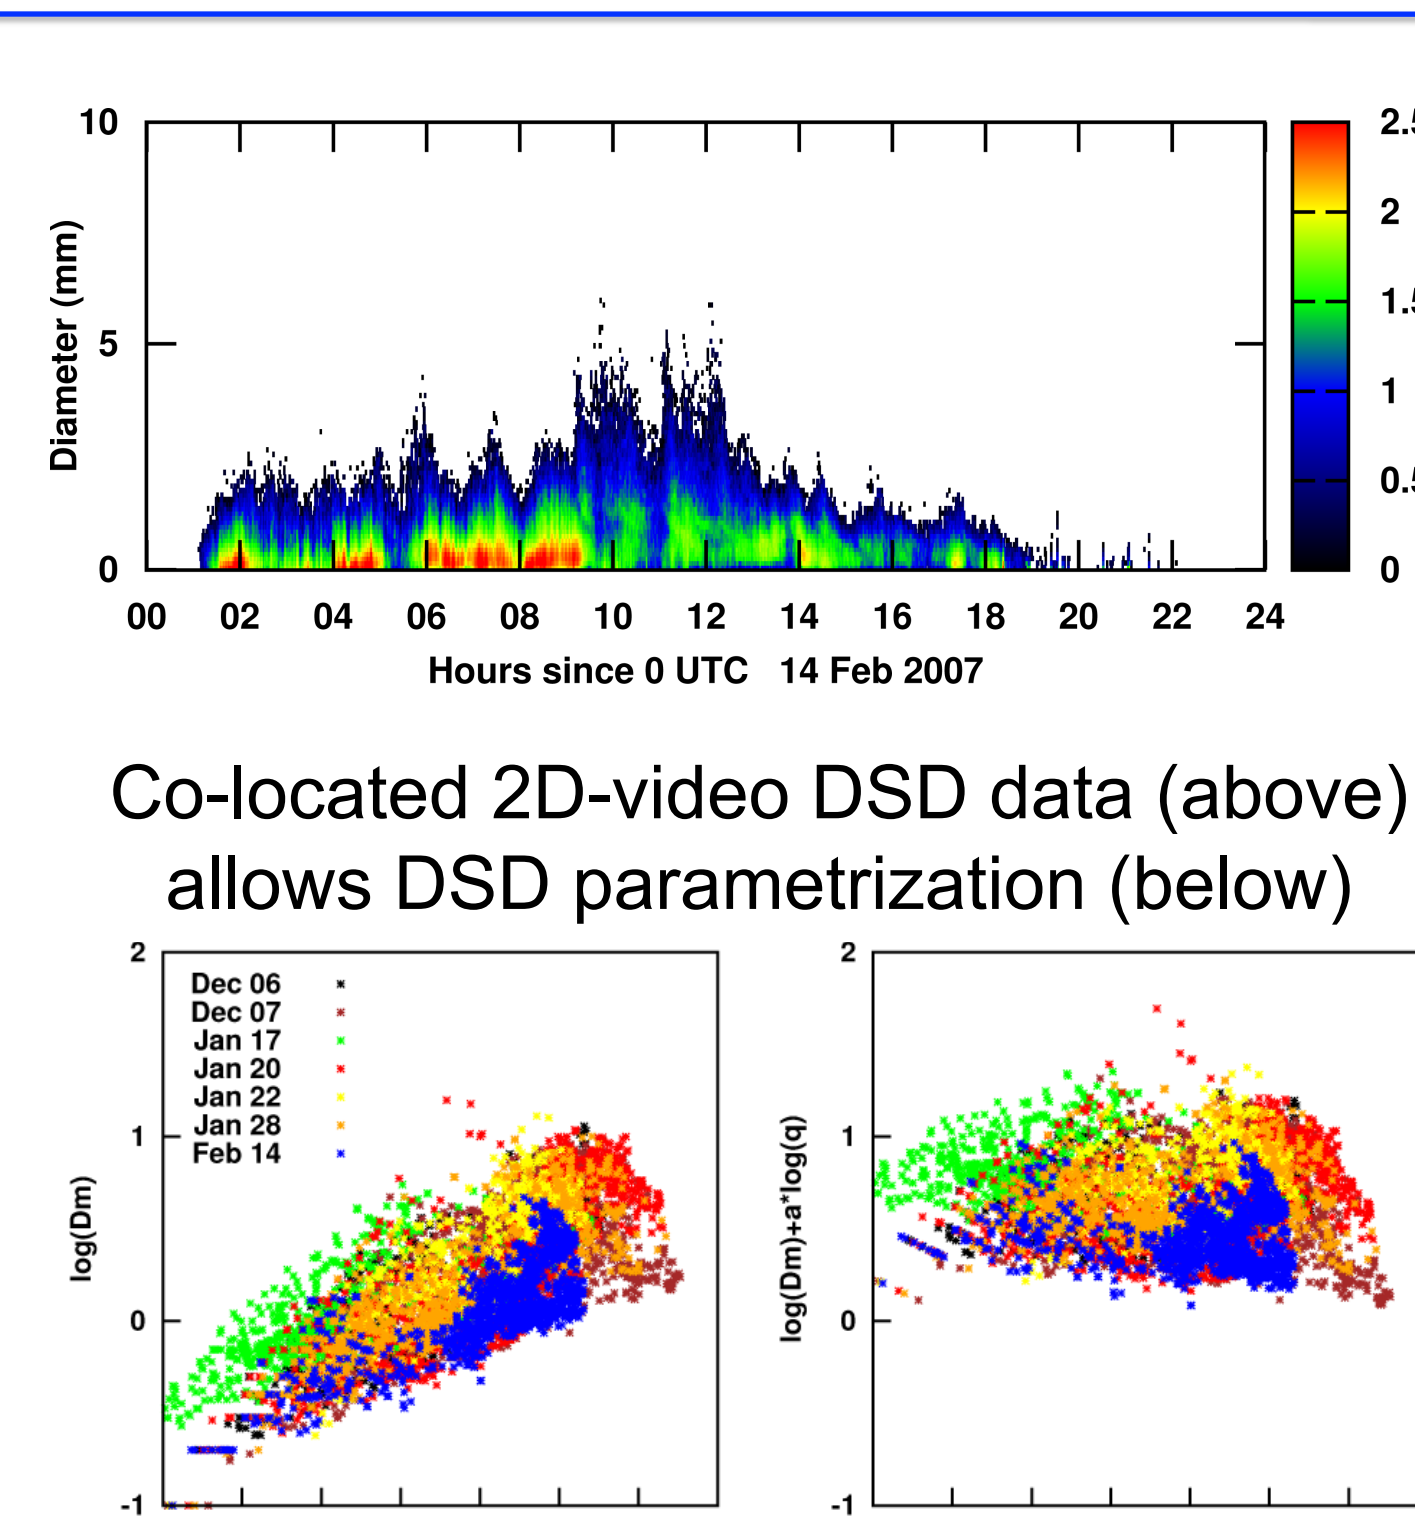 10
5
0
Diameter (mm)
00 02 04 06 08 10 12 14 16 18 20 22 24
Hours since 0 UTC 14 Feb 2007
2
1
0
Co-located 2D-video DSD data (above)
allows DSD parametrization (below)
2
1
0
-1
log(Dm)
Dec 06
Dec 07
Jan 17
Jan 20
Jan 22
Jan 28
Feb 14
2
1
0
-1
log(Dm)+a*log(q)